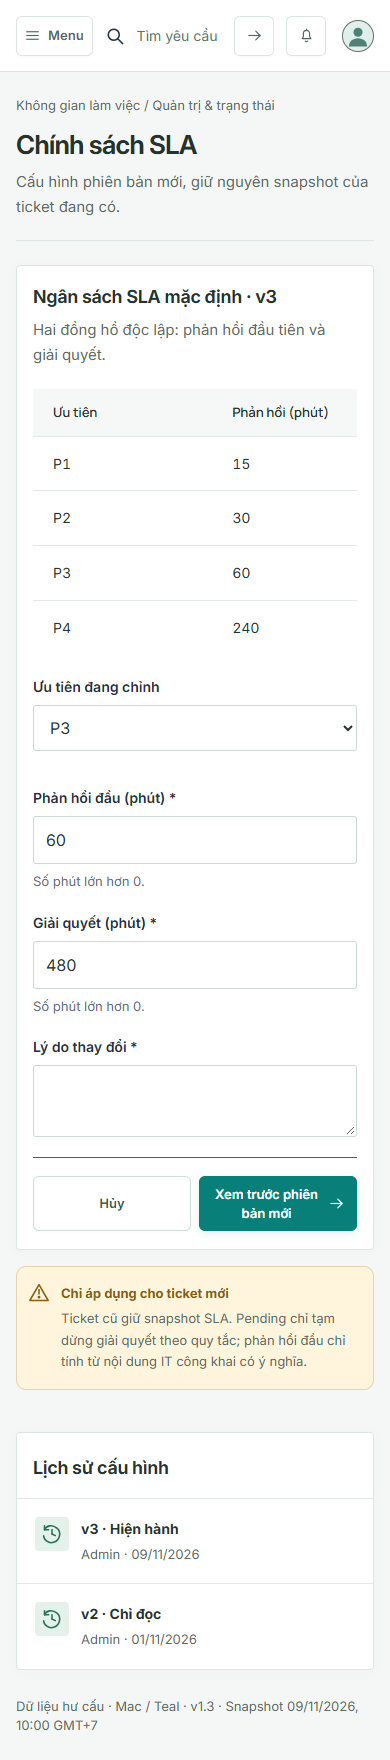 Menu
Tìm yêu cầu
Không gian làm việc / Quản trị & trạng thái
Chính sách SLA
Cấu hình phiên bản mới, giữ nguyên snapshot của
ticket đang có.
Ngân sách SLA mặc định · v3
Hai đồng hồ độc lập: phản hồi đầu tiên và
giải quyết.
Ưu tiên Phản hồi (phút)
P1 15
P2 30
P3 60
P4 240
Ưu tiên đang chỉnh
P3
Phản hồi đầu (phút) *
60
Số phút lớn hơn 0.
Giải quyết (phút) *
480
Số phút lớn hơn 0.
Lý do thay đổi *
Hủy
Xem trước phiên
bản mới
Chỉ áp dụng cho ticket mới
Ticket cũ giữ snapshot SLA. Pending chỉ tạm
dừng giải quyết theo quy tắc; phản hồi đầu chỉ
tính từ nội dung IT công khai có ý nghĩa.
Lịch sử cấu hình
v3 · Hiện hành
Admin · 09/11/2026
v2 · Chỉ đọc
Admin · 01/11/2026
Dữ liệu hư cấu · Mac / Teal · v1.3 · Snapshot 09/11/2026,
10:00 GMT+7